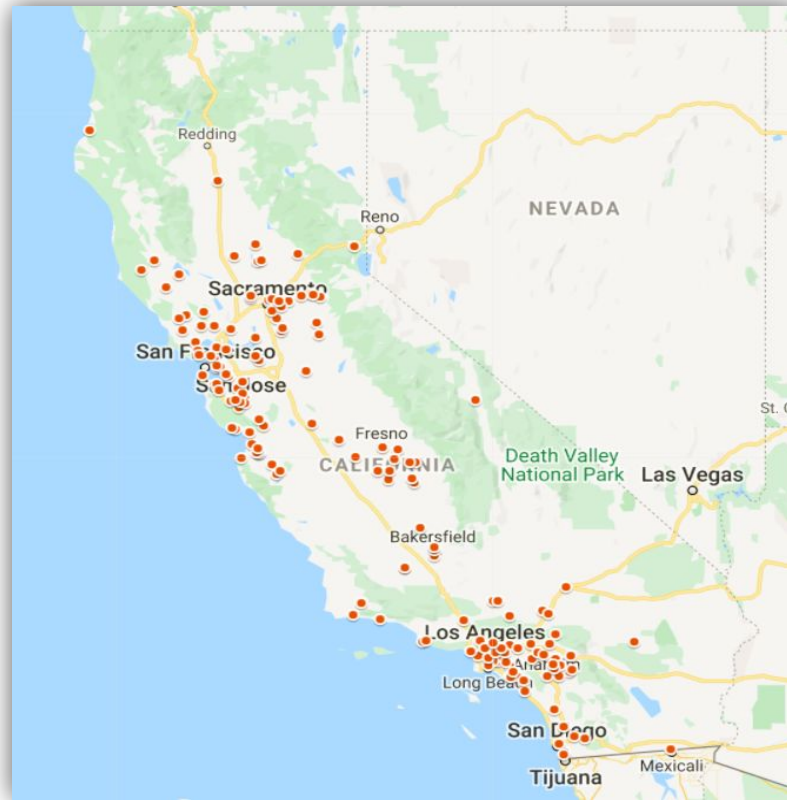 Redding
Reno
NEVADA
Sacramento
San Francisco
San Jose
St.
Fresno
CALIFORNIA
Death Valley
National Park
Las Vegas
Bakersfield
Los Angeles
Anaheim
Long Beach
San Diego
Mexicali
Tijuana